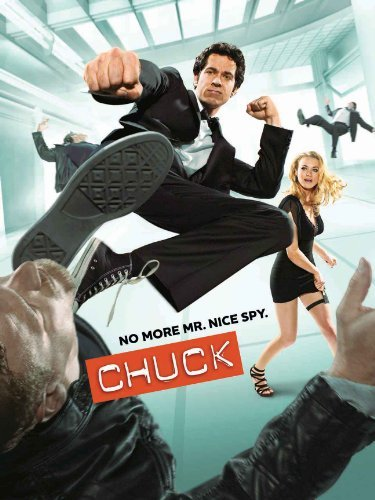 NO MORE MR. NICE SPY.
CHUCK